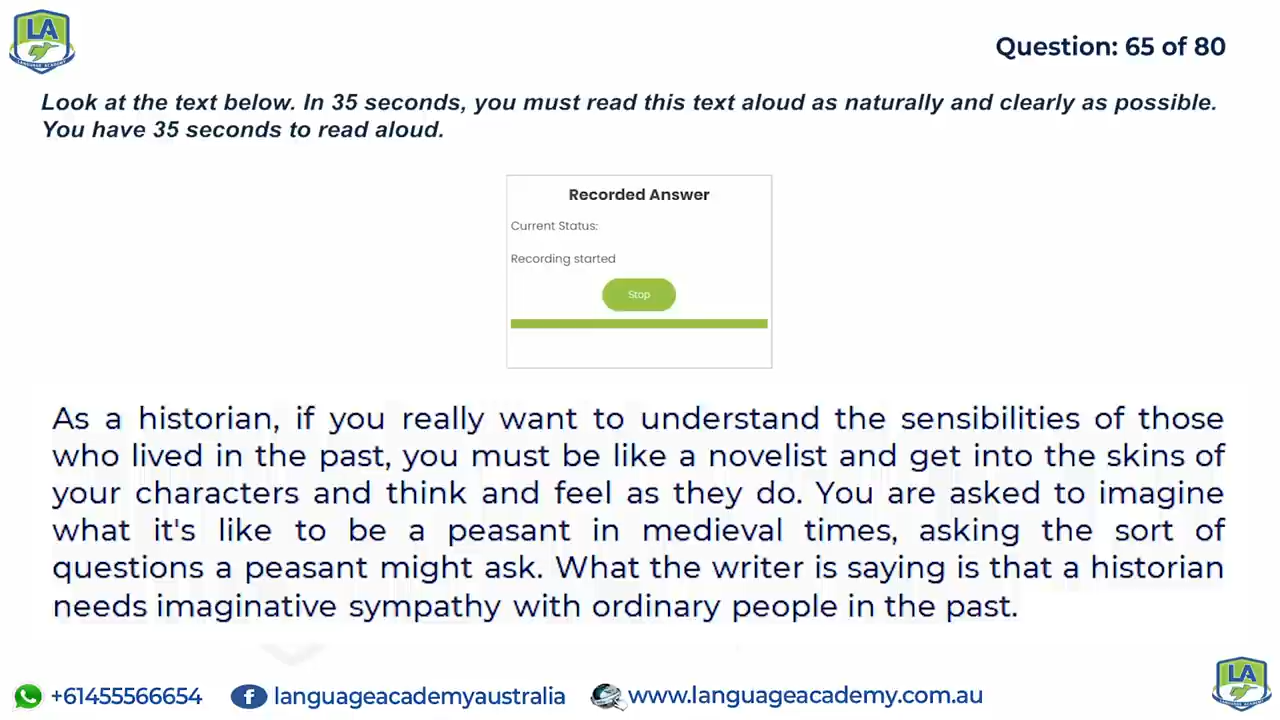 LA
LANGUAGE ACADEMY
Question: 65 of 80
Look at the text below. In 35 seconds, you must read this text aloud as naturally and clearly as possible.
You have 35 seconds to read aloud.
Recorded Answer
Current Status:
Recording started
Stop
As a historian, if you really want to understand the sensibilities of those
who lived in the past, you must be like a novelist and get into the skins of
your characters and think and feel as they do. You are asked to imagine
what it's like to be a peasant in medieval times, asking the sort of
questions a peasant might ask. What the writer is saying is that a historian
needs imaginative sympathy with ordinary people in the past.
+61455566654
languageacademyaustralia
www.languageacademy.com.au
LA
LANGUAGE ACADEMY